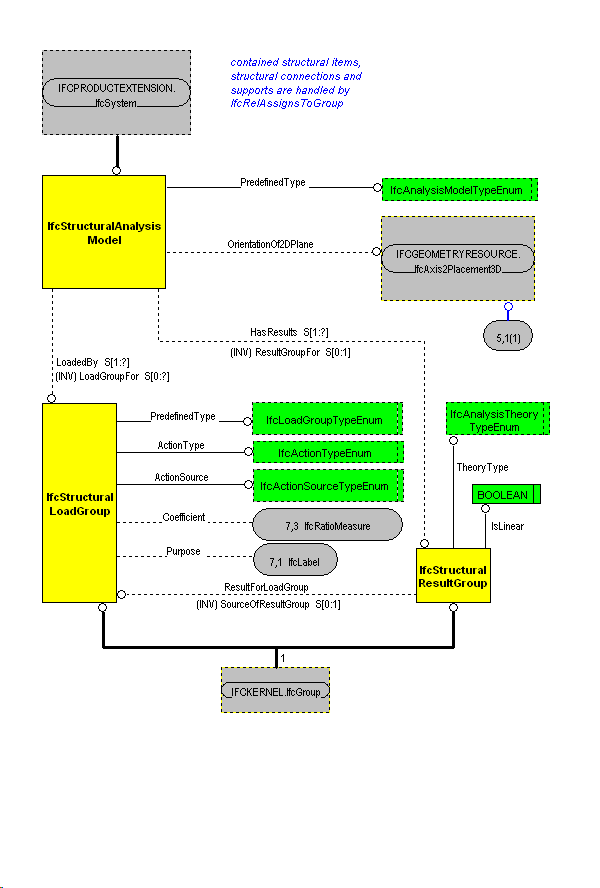 contained structural items,
structural connections and
supports are handled by
IfcRelAssignsToGroup
IFCPRODUCTEXTENSION.
IfcSystem
PredefinedType
IfcAnalysisModelTypeEnum
IfcStructuralAnalysis
Model
OrientationOf2DPlane
IFCGEOMETRYRESOURCE.
IfcAxis2Placement3D
5,1(1)
HasResults S[1:?]
(INV) ResultGroupFor S[0:1]
LoadedBy S[1:?]
(INV) LoadGroupFor S[0:?]
PredefinedType
IfcLoadGroupTypeEnum
IfcAnalysisTheory
TypeEnum
ActionType
IfcActionTypeEnum
TheoryType
ActionSource
IfcActionSourceTypeEnum
BOOLEAN
IfcStructural
LoadGroup
Coefficient
7,3 IfcRatioMeasure
IsLinear
Purpose
7,1 IfcLabel
IfcStructural
ResultGroup
ResultForLoadGroup
(INV) SourceOfResultGroup S[0:1]
1
IFCKERNEL.IfcGroup